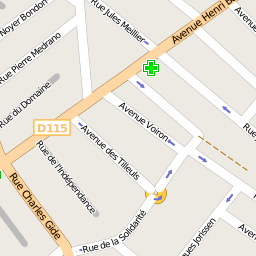 Noyer Bondon
Rue Jules Meillier
Avenue Henri B
Rue Pierre Medrano
Rue du Domaine
D115
Avenue Voiron
Avenue des Tilleuls
Rue de l'Indépendance
Rue Charles Gide
Rue de la Solidarité
ques Jorissen